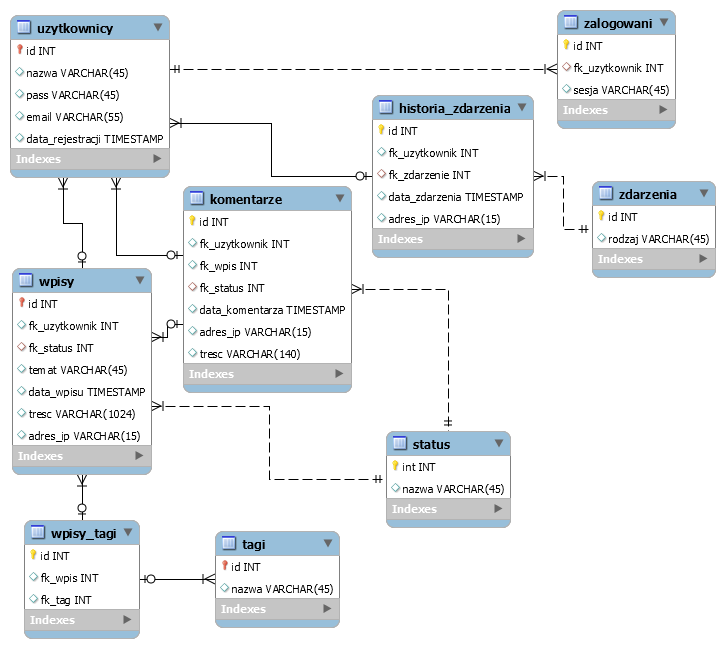 uzytkownicy
id INT
nazwa VARCHAR(45)
pass VARCHAR(45)
email VARCHAR(55)
data_rejestracji TIMESTAMP
Indexes
zalogowani
id INT
fk_uzytkownik INT
sesja VARCHAR(45)
Indexes
historia_zdarzenia
id INT
fk_uzytkownik INT
fk_zdarzenie INT
data_zdarzenia TIMESTAMP
adres_ip VARCHAR(15)
Indexes
zdarzenia
id INT
rodzaj VARCHAR(45)
Indexes
komentarze
id INT
fk_uzytkownik INT
fk_wpis INT
fk_status INT
data_komentarza TIMESTAMP
adres_ip VARCHAR(15)
tresc VARCHAR(140)
Indexes
wpisy
id INT
fk_uzytkownik INT
fk_status INT
temat VARCHAR(45)
data_wpisu TIMESTAMP
tresc VARCHAR(1024)
adres_ip VARCHAR(15)
Indexes
status
int INT
nazwa VARCHAR(45)
Indexes
wpisy_tagi
id INT
fk_wpis INT
fk_tag INT
Indexes
tagi
id INT
nazwa VARCHAR(45)
Indexes